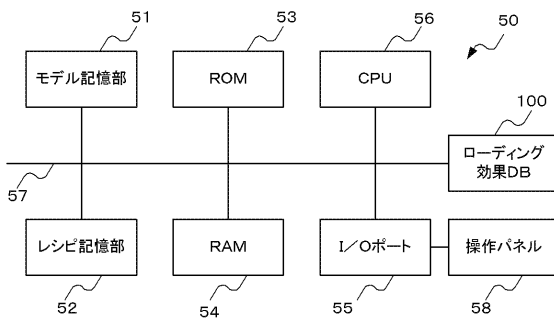 51
53
56
50
モデル記憶部
ROM
CPU
100
ローディング
効果DB
57
レシピ記憶部
RAM
I/Oポート
操作パネル
52
54
55
58